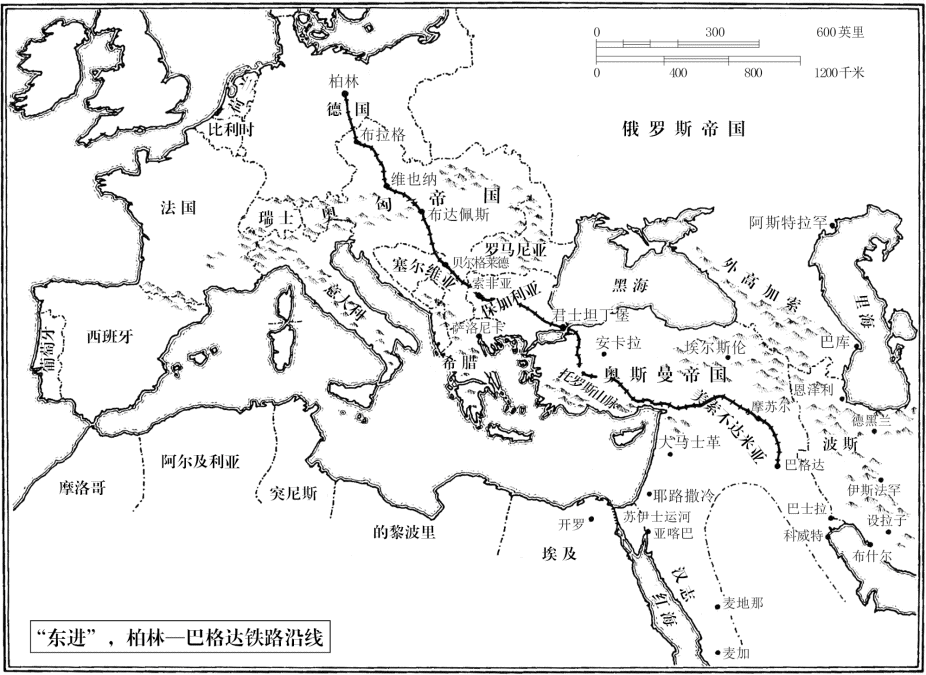 0 300 600英里
0 400 800 1200千米
柏林
德国
荷
比利时
布拉格
俄罗斯帝国
维也纳
法国
瑞士
奥匈帝国
布达佩斯
阿斯特拉罕
罗马尼亚
贝尔格莱德
塞尔维亚
索非亚
外高加索
黑海
里海
意大利
保加利亚
君士坦丁堡
萨洛尼卡
西班牙
葡萄牙
安卡拉
埃尔斯伦
巴库
希腊
奥斯曼帝国
托罗斯山脉
恩泽利
美索不达米亚
摩苏尔
德黑兰
大马士革
波斯
阿尔及利亚
巴格达
摩洛哥
突尼斯
伊斯法罕
耶路撒冷
巴士拉
苏伊士运河
设拉子
开罗
的黎波里
亚喀巴
科威特
埃及
布什尔
汉志
红海
麦地那
麦加
“东进”，柏林—巴格达铁路沿线